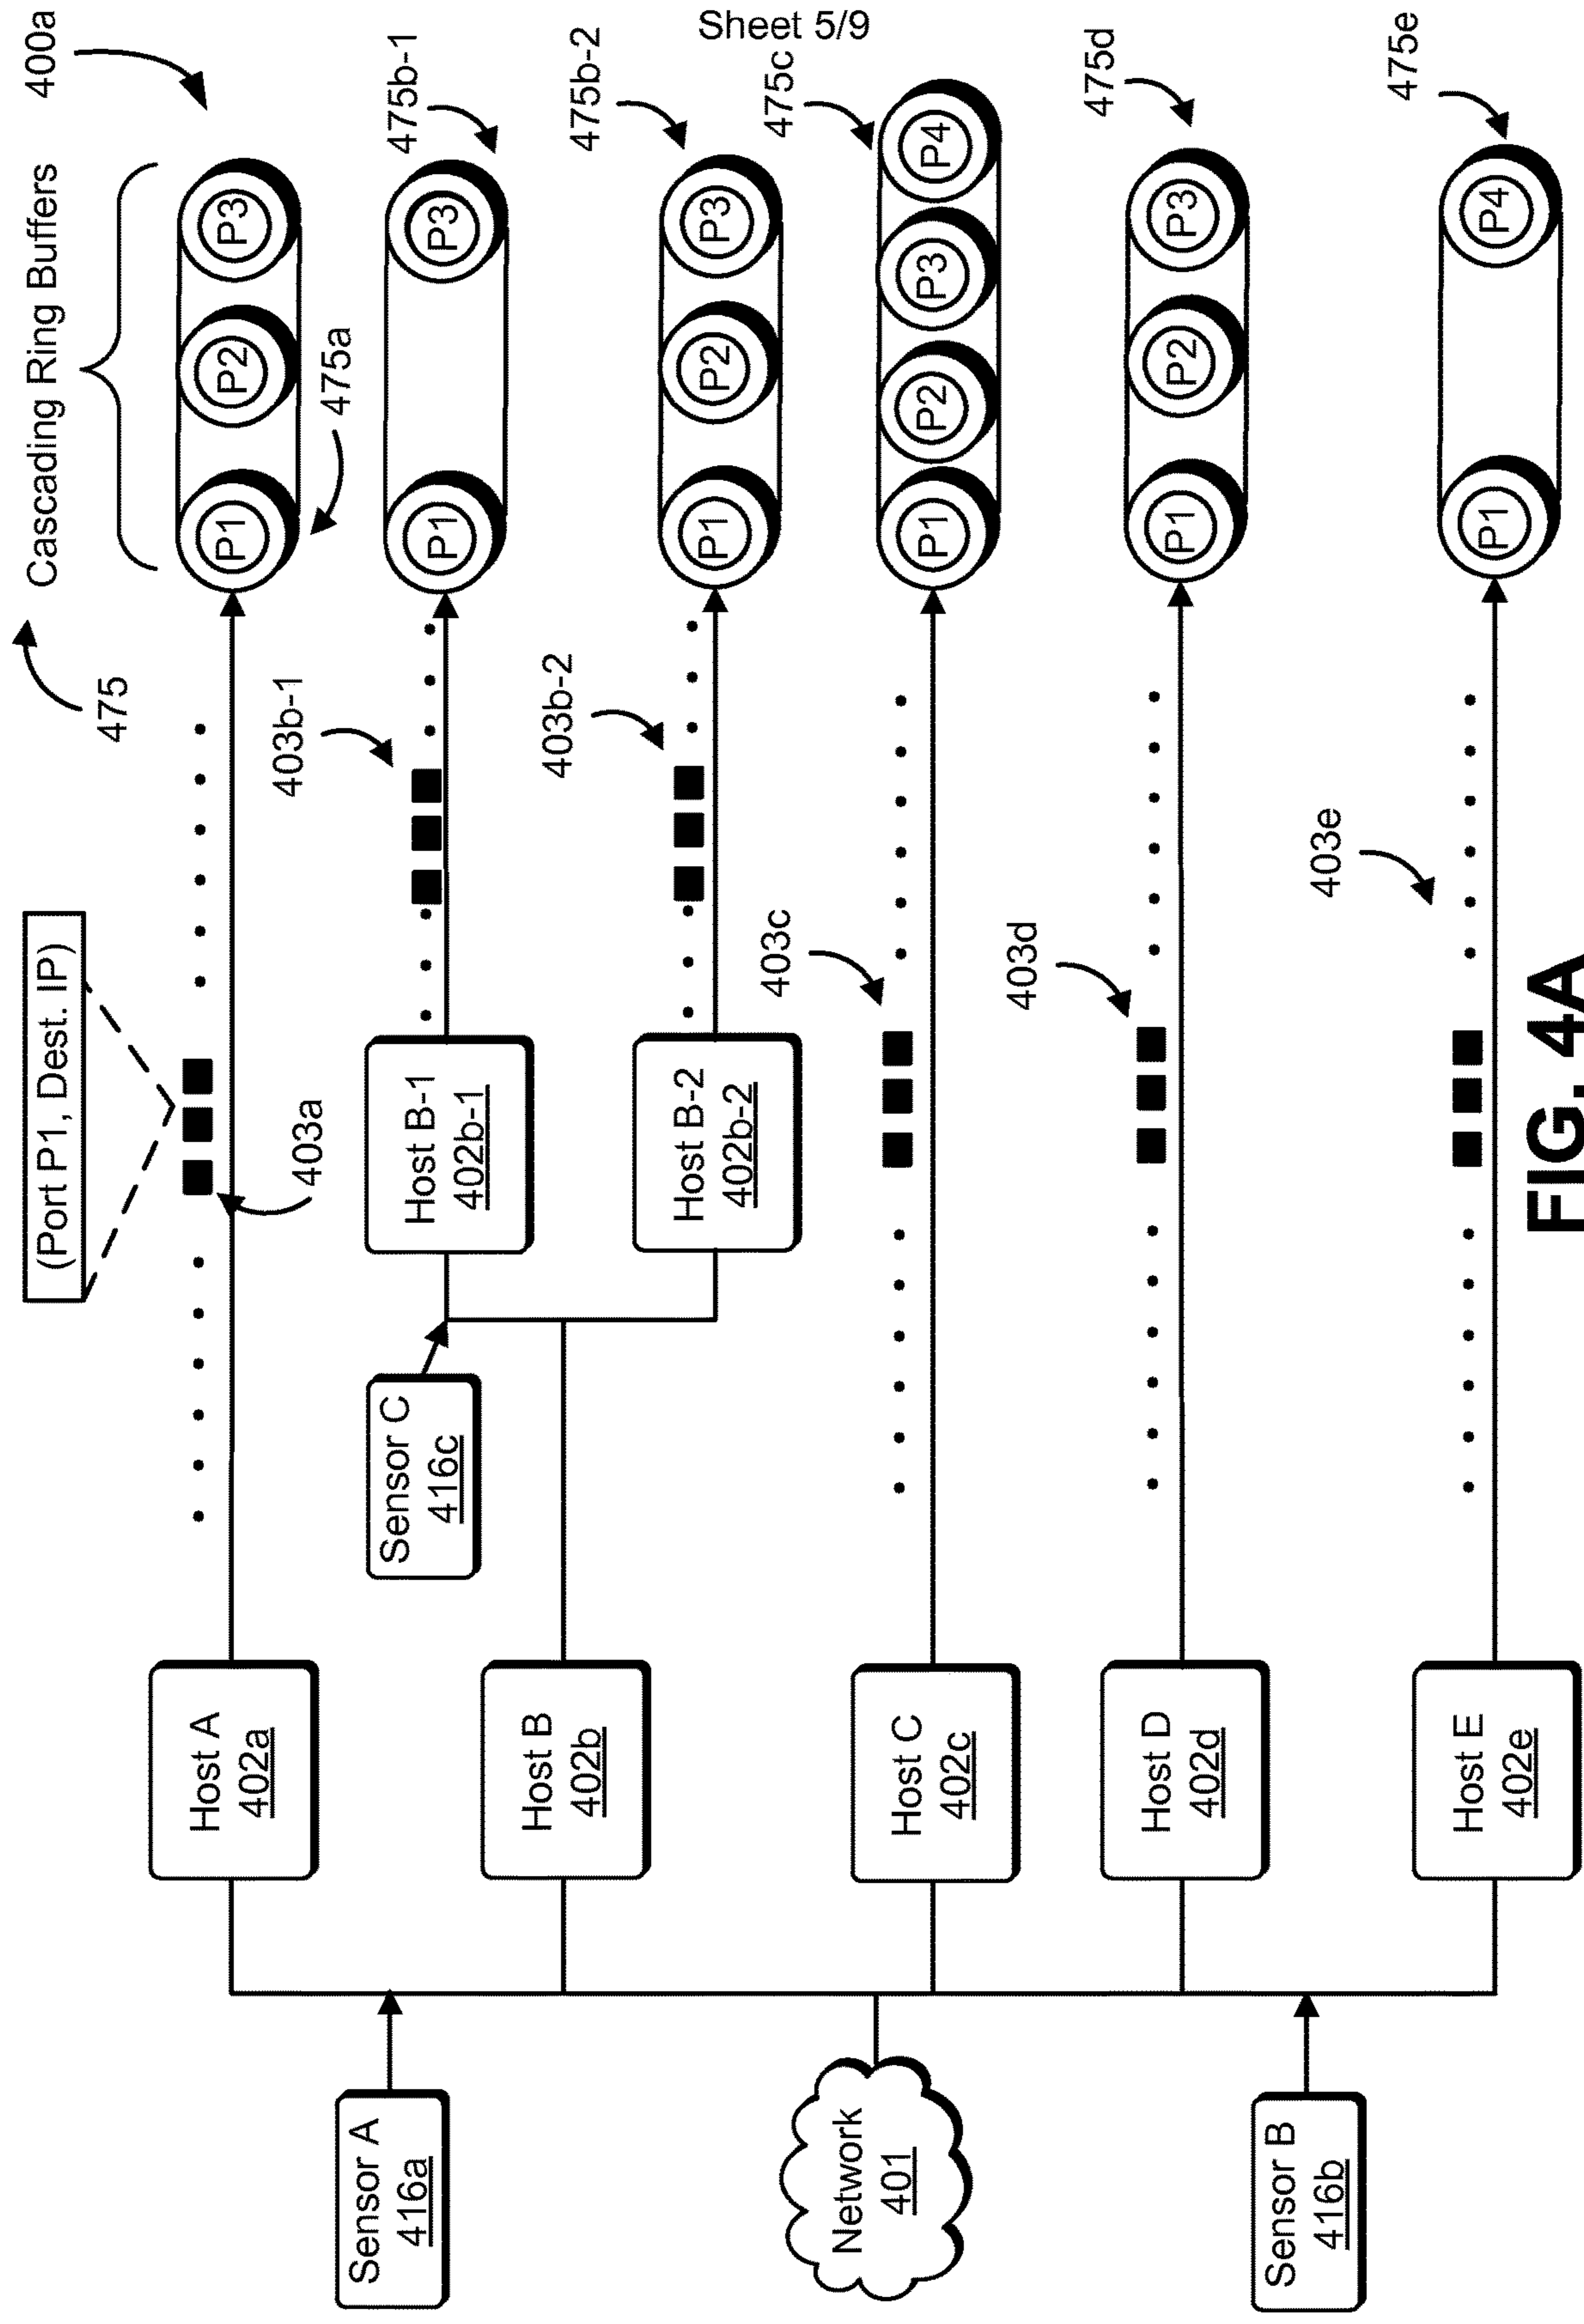 Sheet 5/9
400a
475
Cascading Ring Buffers
(Port P1, Dest. IP)
403a
475a
P1
P2
P3
Host A
402a
Sensor A
416a
Sensor C
416c
Host B-1
402b-1
403b-1
475b-1
P1
P3
Host B
402b
Host B-2
402b-2
403b-2
475b-2
P1
P2
P3
Network
401
Host C
402c
403c
475c
P1
P2
P3
P4
Host D
402d
403d
475d
P1
P2
P3
Sensor B
416b
Host E
402e
403e
475e
P1
P4
FIG. 4A